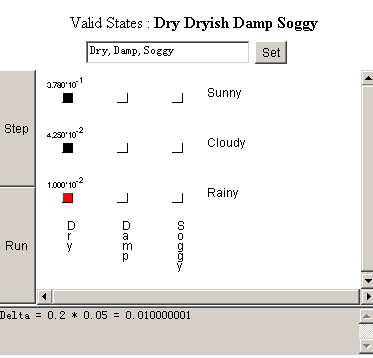 Valid States : Dry Dryish Damp Soggy
Dry,Damp,Soggy Set
3.780*10-1
Sunny
Step
4.250*10-2
Cloudy
1.000*10-2
Rainy
Run
Dry Damp Soggy
Delta = 0.2 * 0.05 = 0.010000001